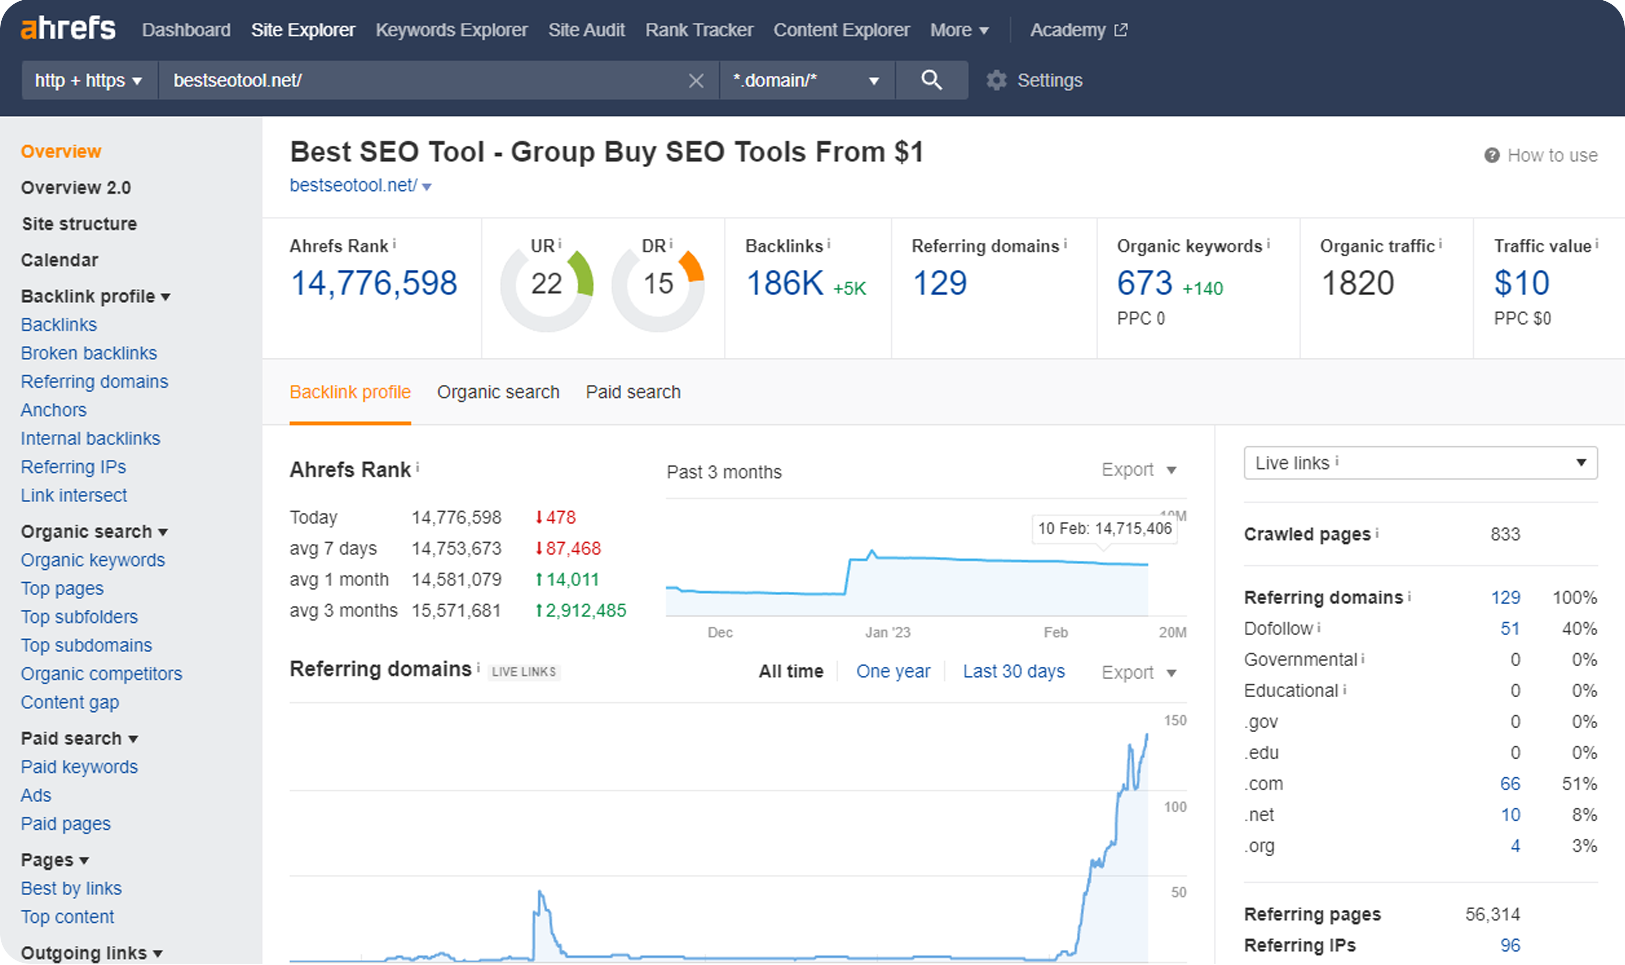 ahrefs Dashboard Site Explorer Keywords Explorer Site Audit Rank Tracker Content Explorer More Academy
http + https bestseotool.net/ *.domain/* Settings
Overview
Overview 2.0
Site structure
Calendar
Backlink profile
Backlinks
Broken backlinks
Referring domains
Anchors
Internal backlinks
Referring IPs
Link intersect
Organic search
Organic keywords
Top pages
Top subfolders
Top subdomains
Organic competitors
Content gap
Paid search
Paid keywords
Ads
Paid pages
Pages
Best by links
Top content
Outgoing links
Best SEO Tool - Group Buy SEO Tools From $1
How to use
bestseotool.net/
Ahrefs Rank i
14,776,598
UR i
22
DR i
15
Backlinks i
186K +5K
Referring domains i
129
Organic keywords i
673 +140
PPC 0
Organic traffic i
1820
Traffic value i
$10
PPC $0
Backlink profile Organic search Paid search
Ahrefs Rank i
Past 3 months Export
Today 14,776,598 ↓478
avg 7 days 14,753,673 ↓87,468
avg 1 month 14,581,079 ↑14,011
avg 3 months 15,571,681 ↑2,912,485
10M
10 Feb: 14,715,406
Dec Jan '23 Feb 20M
Referring domains i LIVE LINKS All time One year Last 30 days Export
150
100
50
Live links i
Crawled pages i 833
Referring domains i 129 100%
Dofollow i 51 40%
Governmental i 0 0%
Educational i 0 0%
.gov 0 0%
.edu 0 0%
.com 66 51%
.net 10 8%
.org 4 3%
Referring pages 56,314
Referring IPs 96